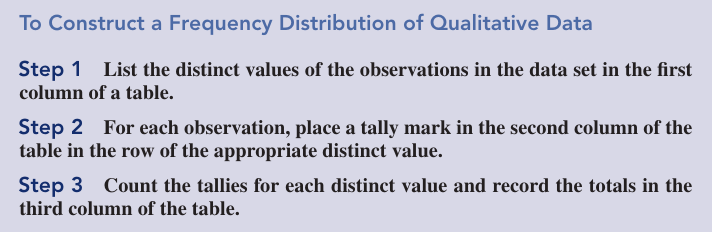 To Construct a Frequency Distribution of Qualitative Data
Step 1 List the distinct values of the observations in the data set in the first
column of a table.
Step 2 For each observation, place a tally mark in the second column of the
table in the row of the appropriate distinct value.
Step 3 Count the tallies for each distinct value and record the totals in the
third column of the table.